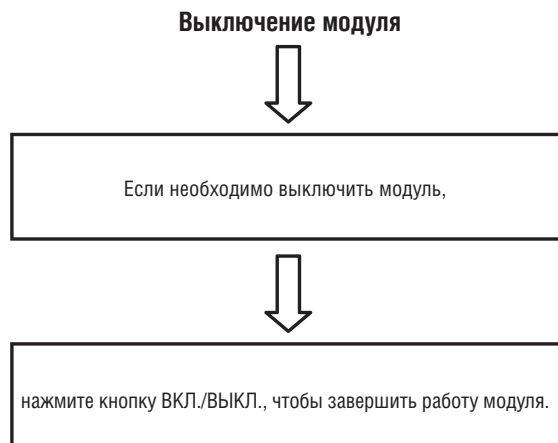 Выключение модуля
Если необходимо выключить модуль,
нажмите кнопку ВКЛ./ВЫКЛ., чтобы завершить работу модуля.